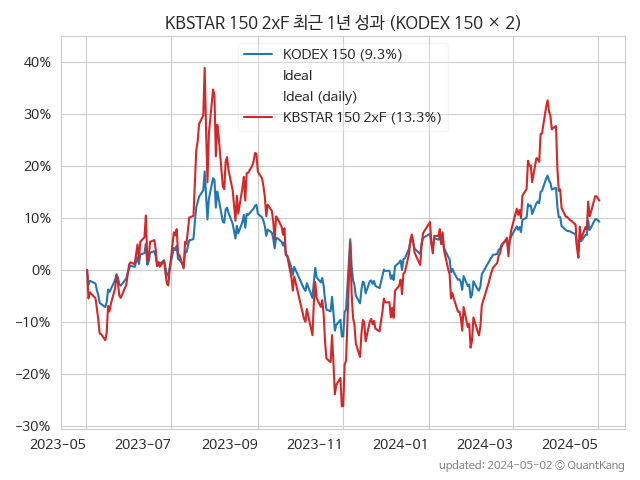 KBSTAR 150 2xF 최근 1년 성과 (KODEX 150 × 2)
KODEX 150 (9.3%)
Ideal
Ideal (daily)
KBSTAR 150 2xF (13.3%)
40%
30%
20%
10%
0%
−10%
−20%
−30%
2023-05
2023-07
2023-09
2023-11
2024-01
2024-03
2024-05
updated: 2024-05-02 © QuantKang